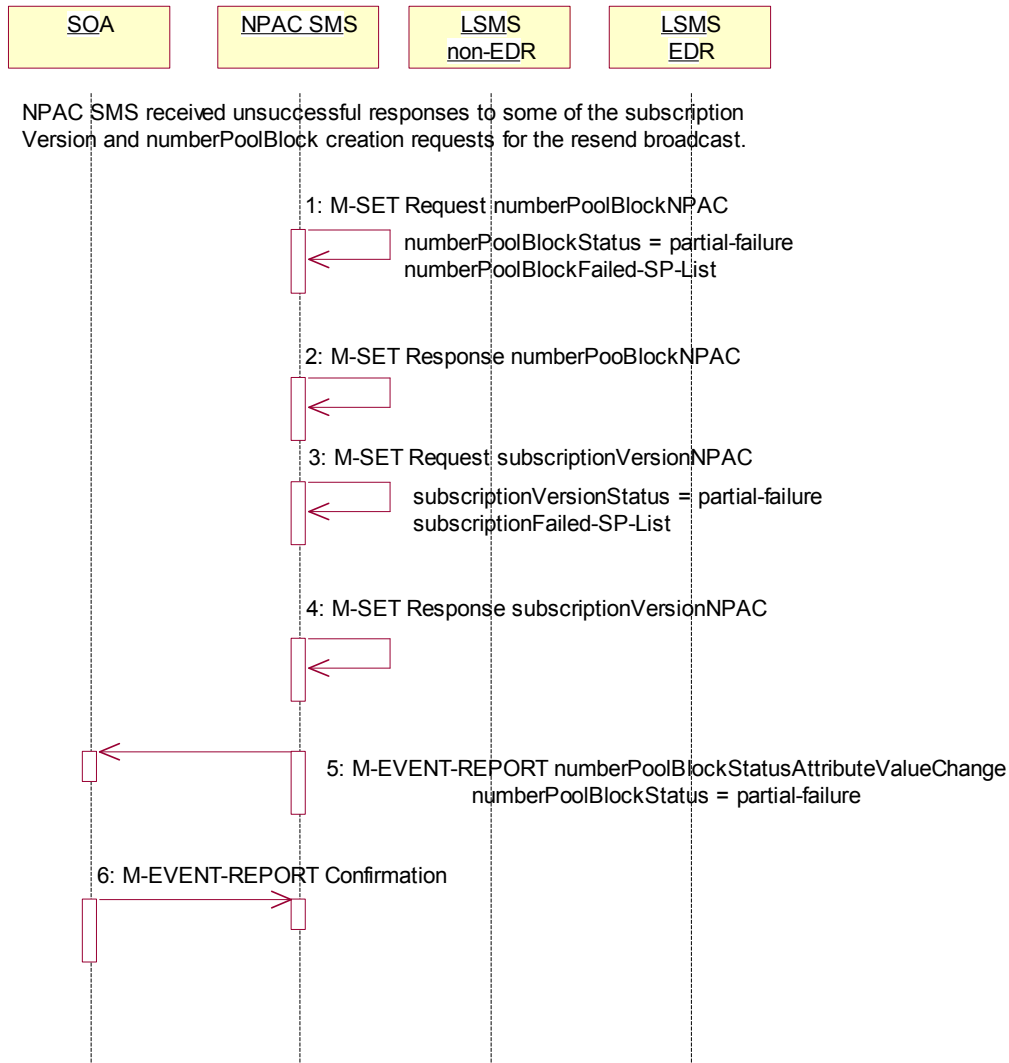 SOA
NPAC SMS
LSMS
non-EDR
LSMS
EDR
NPAC SMS received unsuccessful responses to some of the subscription
Version and numberPoolBlock creation requests for the resend broadcast.
1: M-SET Request numberPoolBlockNPAC
numberPoolBlockStatus = partial-failure
numberPoolBlockFailed-SP-List
2: M-SET Response numberPooBlockNPAC
3: M-SET Request subscriptionVersionNPAC
subscriptionVersionStatus = partial-failure
subscriptionFailed-SP-List
4: M-SET Response subscriptionVersionNPAC
5: M-EVENT-REPORT numberPoolBlockStatusAttributeValueChange
numberPoolBlockStatus = partial-failure
6: M-EVENT-REPORT Confirmation